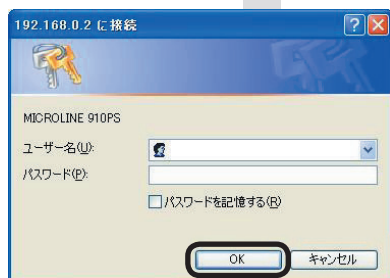 192.168.0.2 に接続
MICROLINE 910PS
ユーザー名(U):
パスワード(P):
パスワードを記憶する(R)
OK
キャンセル